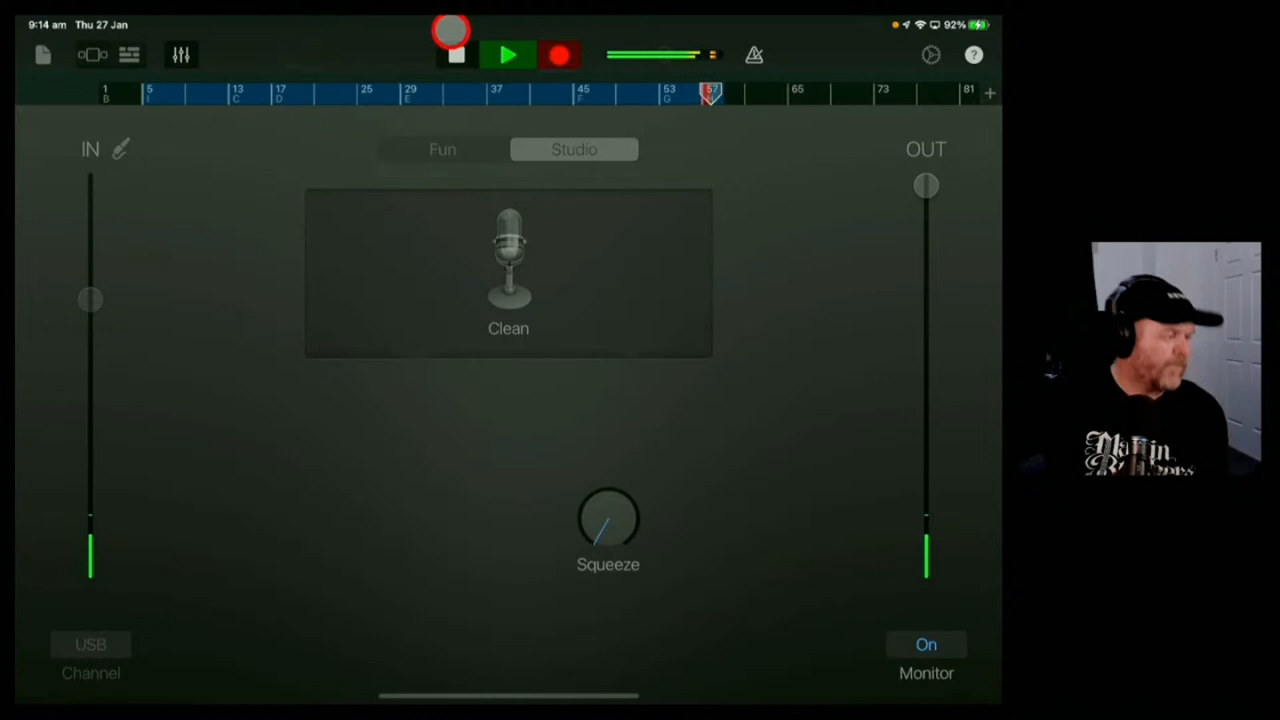 9:14 am Thu 27 Jan
92%
1 5 13 17 25 29 37 45 53 57 65 73 81
B I C D E F G
IN
Fun
Studio
OUT
Clean
Squeeze
USB
Channel
On
Monitor